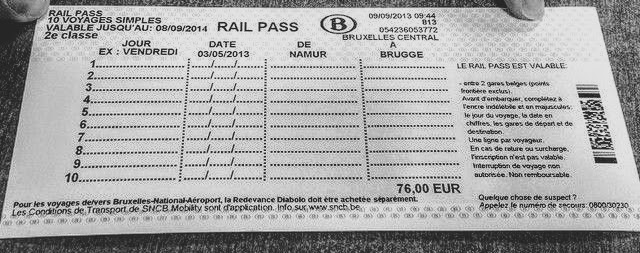 RAIL PASS
10 VOYAGES SIMPLES
VALABLE JUSQU'AU: 08/09/2014
2e classe
RAIL PASS
B
09/09/2013 09:44
813
054236053772
BRUXELLES CENTRAL
JOUR DATE DE A
EX : VENDREDI 03/05/2013 NAMUR BRUGGE
1
2
3
4
5
6
7
8
9
10
76,00 EUR
LE RAIL PASS EST VALABLE:
- entre 2 gares belges (points
frontière exclus).
Avant d'embarquer, complétez à
l'encre indélébile et en majuscules:
le jour du voyage, la date en
chiffres, les gares de départ et de
destination.
Une ligne par voyageur.
En cas de rature ou surcharge,
l'inscription n'est pas valable.
Interruption de voyage non
autorisée. Non remboursable.
Quelque chose de suspect ?
Appelez le numéro de secours: 0800/30230
Pour les voyages de/vers Bruxelles-National-Aéroport, la Redevance Diabolo doit être achetée séparément.
Les Conditions de Transport de SNCB Mobility sont d'application. Info sur www.sncb.be